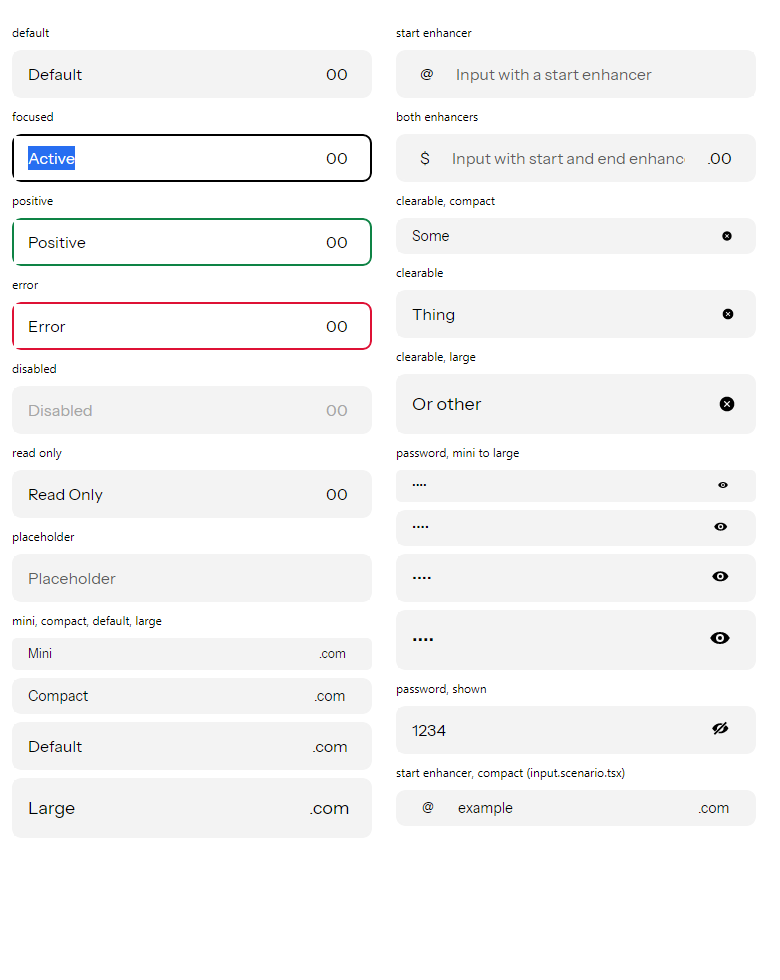 default
Default 00
focused
Active 00
positive
Positive 00
error
Error 00
disabled
Disabled 00
read only
Read Only 00
placeholder
Placeholder
mini, compact, default, large
Mini .com
Compact .com
Default .com
Large .com
start enhancer
@ Input with a start enhancer
both enhancers
$ Input with start and end enhanc .00
clearable, compact
Some
clearable
Thing
clearable, large
Or other
password, mini to large
••••
••••
••••
••••
password, shown
1234
start enhancer, compact (input.scenario.tsx)
@ example .com